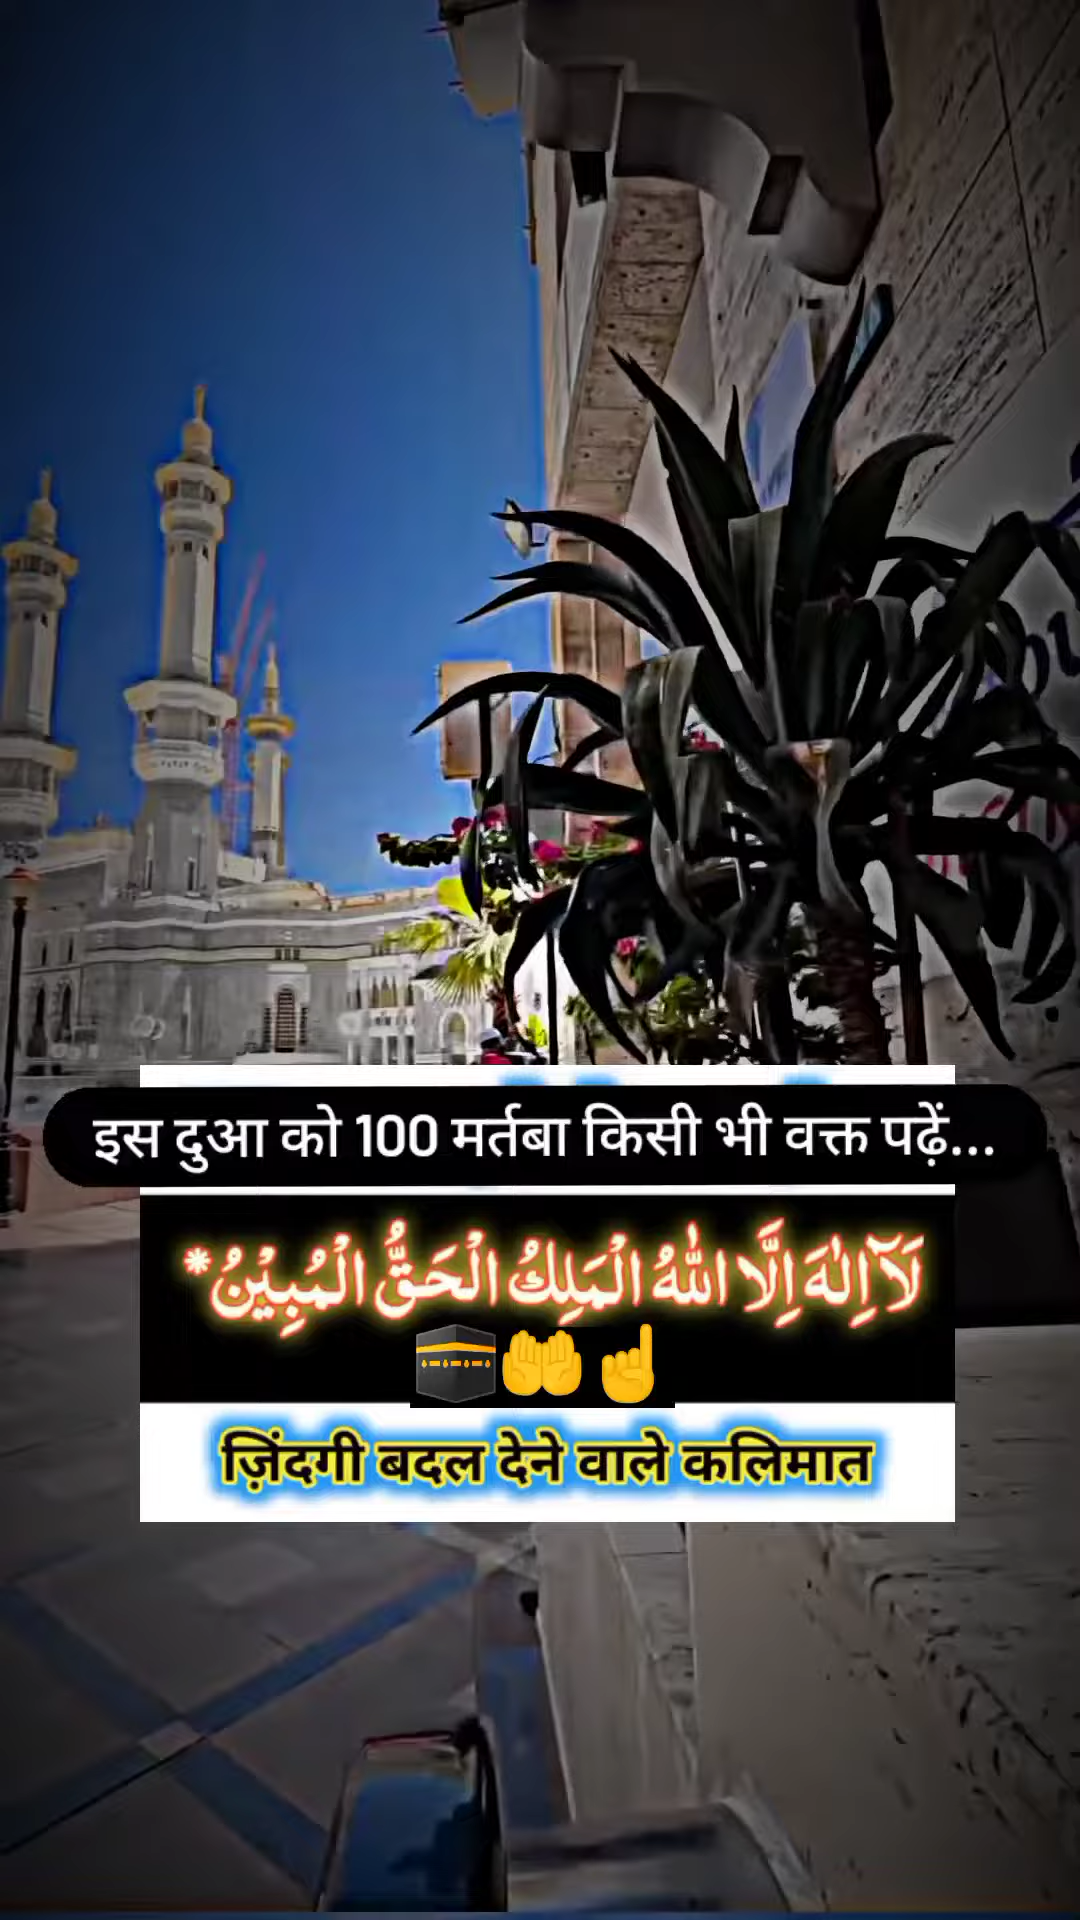 इस दुआ को 100 मर्तबा किसी भी वक्त पढ़ें...
لَآ اِلٰهَ اِلَّا اللّٰهُ الْمَلِكُ الْحَقُّ الْمُبِيْنُ*
🕋🤲☝
ज़िंदगी बदल देने वाले कलिमात